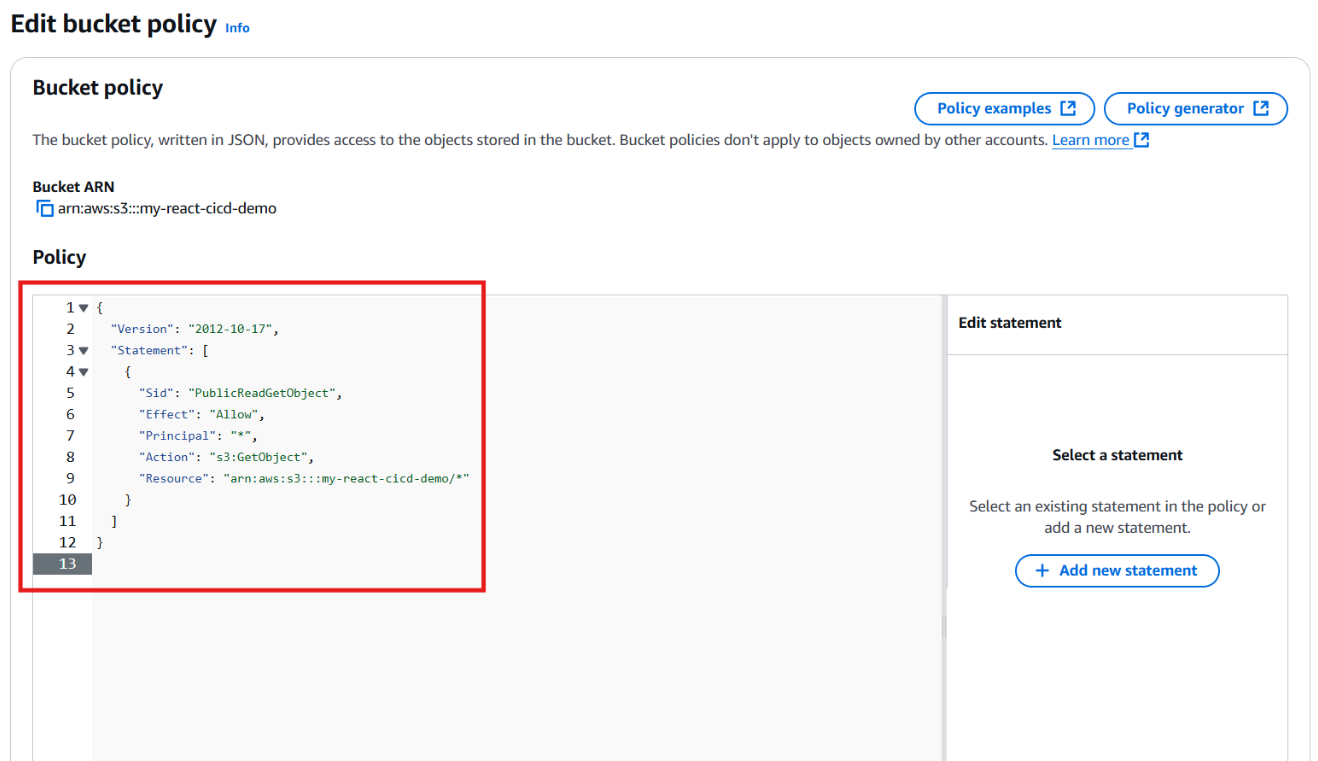 Edit bucket policy Info
Bucket policy
Policy examples
Policy generator
The bucket policy, written in JSON, provides access to the objects stored in the bucket. Bucket policies don't apply to objects owned by other accounts. Learn more
Bucket ARN
arn:aws:s3:::my-react-cicd-demo
Policy
1 {
2 "Version": "2012-10-17",
3 "Statement": [
4 {
5 "Sid": "PublicReadGetObject",
6 "Effect": "Allow",
7 "Principal": "*",
8 "Action": "s3:GetObject",
9 "Resource": "arn:aws:s3:::my-react-cicd-demo/*"
10 }
11 ]
12 }
13
Edit statement
Select a statement
Select an existing statement in the policy or
add a new statement.
+ Add new statement